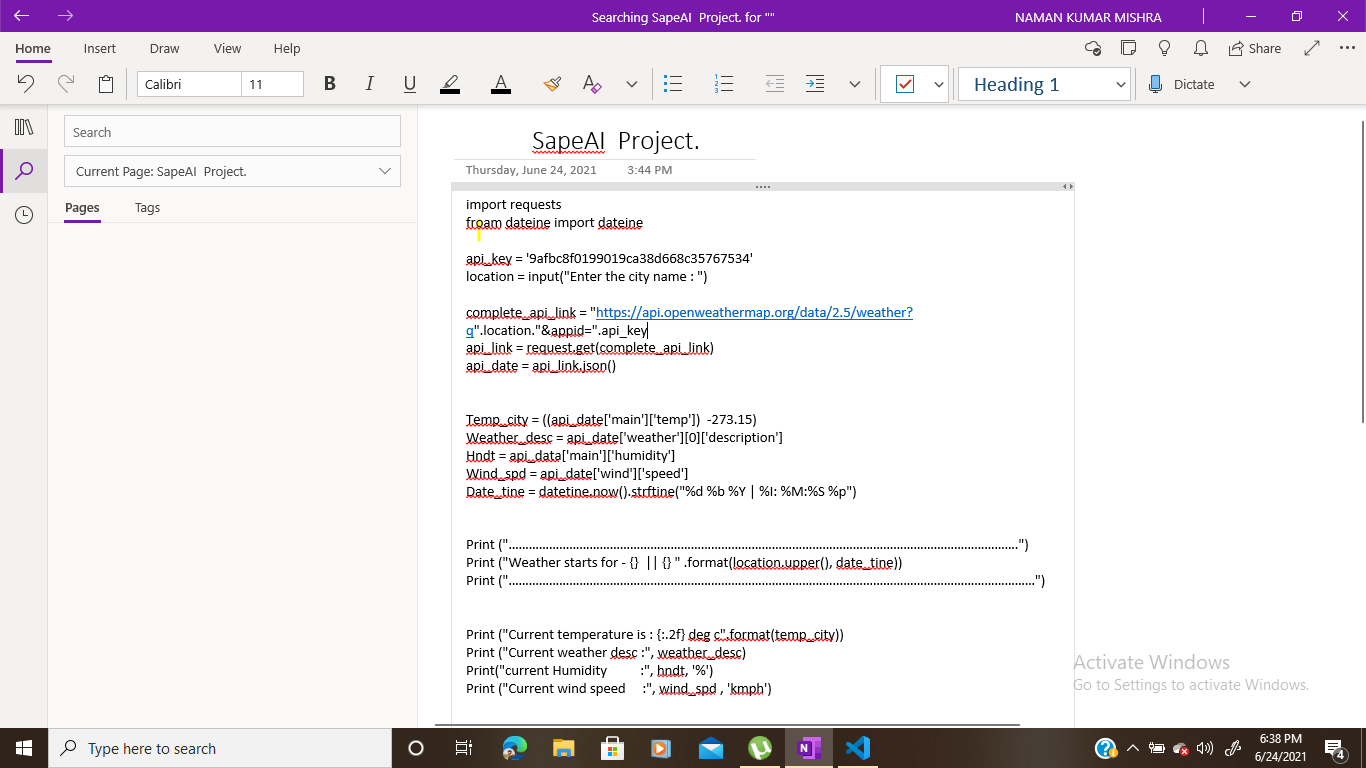 Searching SapeAI  Project. for ""
NAMAN KUMAR MISHRA
Home Insert Draw View Help
Share
Calibri 11 B I U A A Heading 1 Dictate
Search
Current Page: SapeAI  Project.
Pages Tags
SapeAI  Project.
Thursday, June 24, 2021 3:44 PM
import requests
froam dateine import dateine
api_key = '9afbc8f0199019ca38d668c35767534'
location = input("Enter the city name : ")
complete_api_link = "https://api.openweathermap.org/data/2.5/weather?
q".location."&appid=".api_key
api_link = request.get(complete_api_link)
api_date = api_link.json()
Temp_city = ((api_date['main']['temp'])  -273.15)
Weather_desc = api_date['weather'][0]['description']
Hndt = api_data['main']['humidity']
Wind_spd = api_date['wind']['speed']
Date_tine = datetine.now().strftine("%d %b %Y | %I: %M:%S %p")
Print ("......................................................................................................................................................")
Print ("Weather starts for - {}  || {} " .format(location.upper(), date_tine))
Print ("...........................................................................................................................................................")
Print ("Current temperature is : {:.2f} deg c".format(temp_city))
Print ("Current weather desc :", weather_desc)
Print("current Humidity          :", hndt, '%')
Print ("Current wind speed     :", wind_spd , 'kmph')
Activate Windows
Go to Settings to activate Windows.
Type here to search
6:38 PM
6/24/2021
4